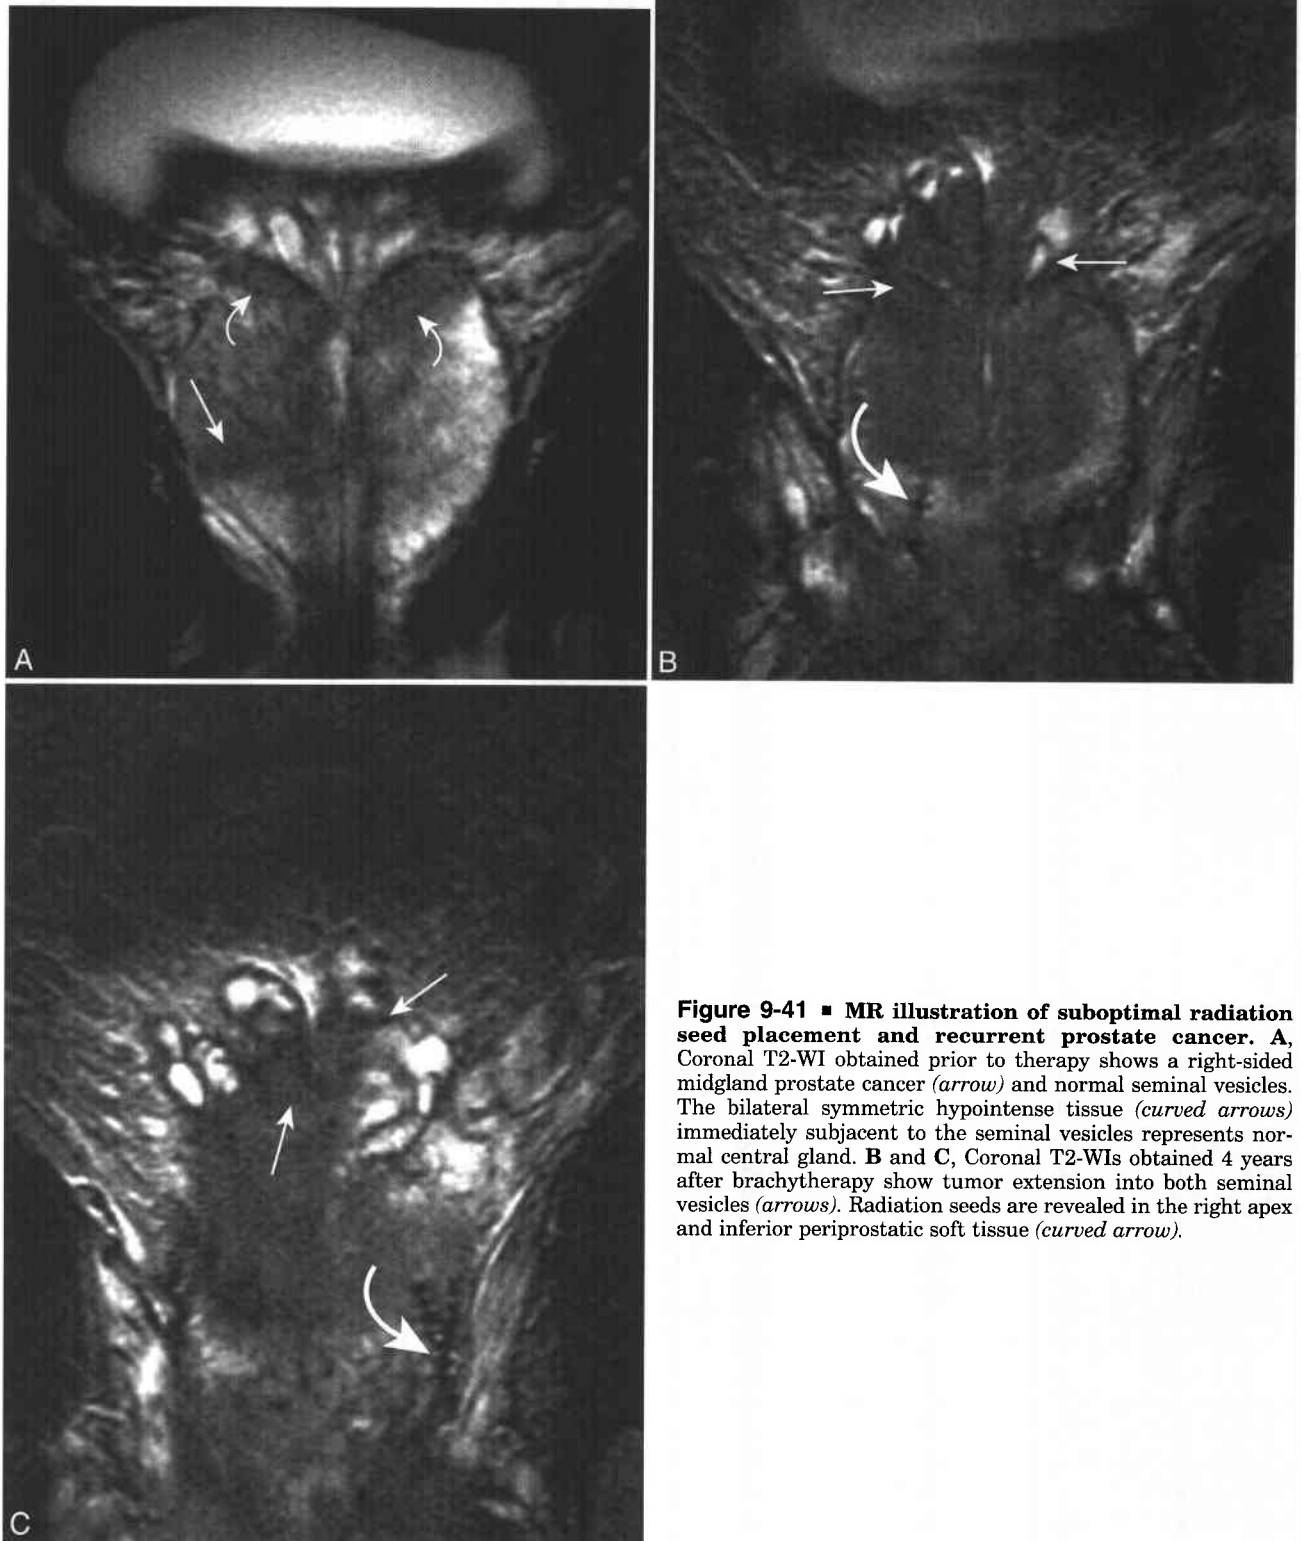 A
B
C
Figure 9-41 ▪ MR illustration of suboptimal radiation
seed placement and recurrent prostate cancer. A,
Coronal T2-WI obtained prior to therapy shows a right-sided
midgland prostate cancer (arrow) and normal seminal vesicles.
The bilateral symmetric hypointense tissue (curved arrows)
immediately subjacent to the seminal vesicles represents nor-
mal central gland. B and C, Coronal T2-WIs obtained 4 years
after brachytherapy show tumor extension into both seminal
vesicles (arrows). Radiation seeds are revealed in the right apex
and inferior periprostatic soft tissue (curved arrow).